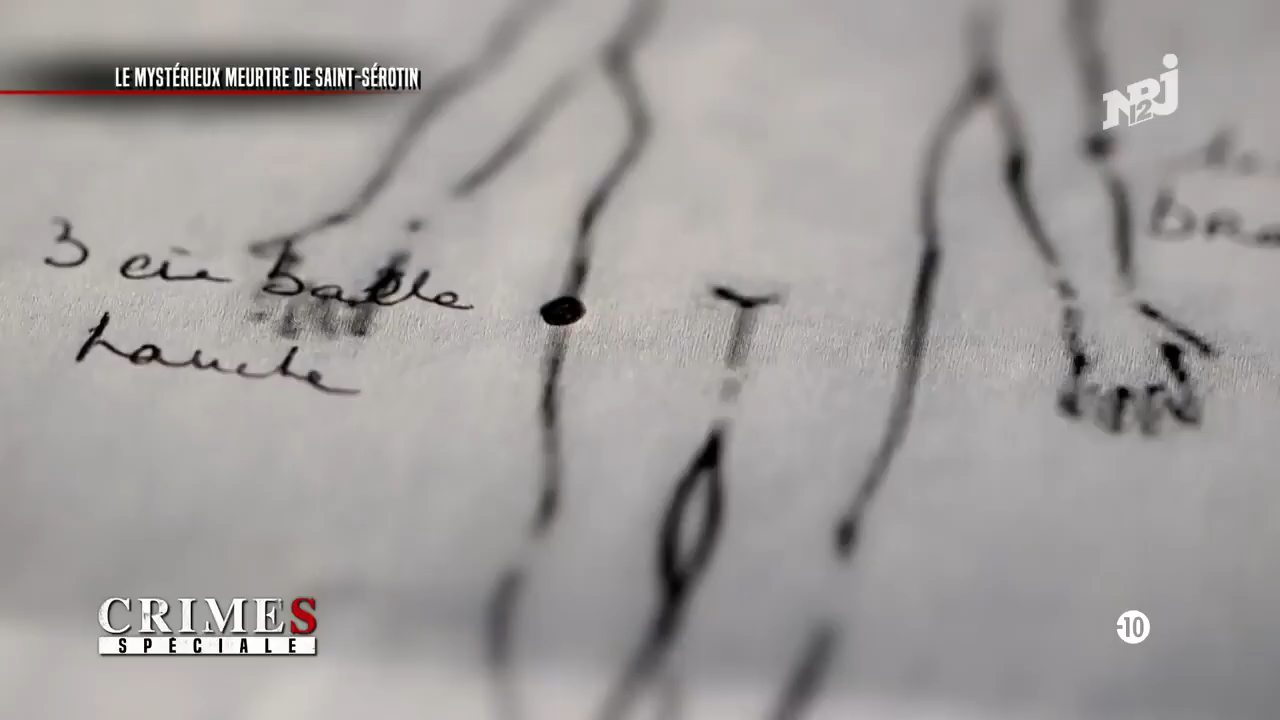 LE MYSTÉRIEUX MEURTRE DE SAINT-SÉROTIN
NRJ
12
3 cie balle
hanche
CRIMES
SPÉCIALE
-10